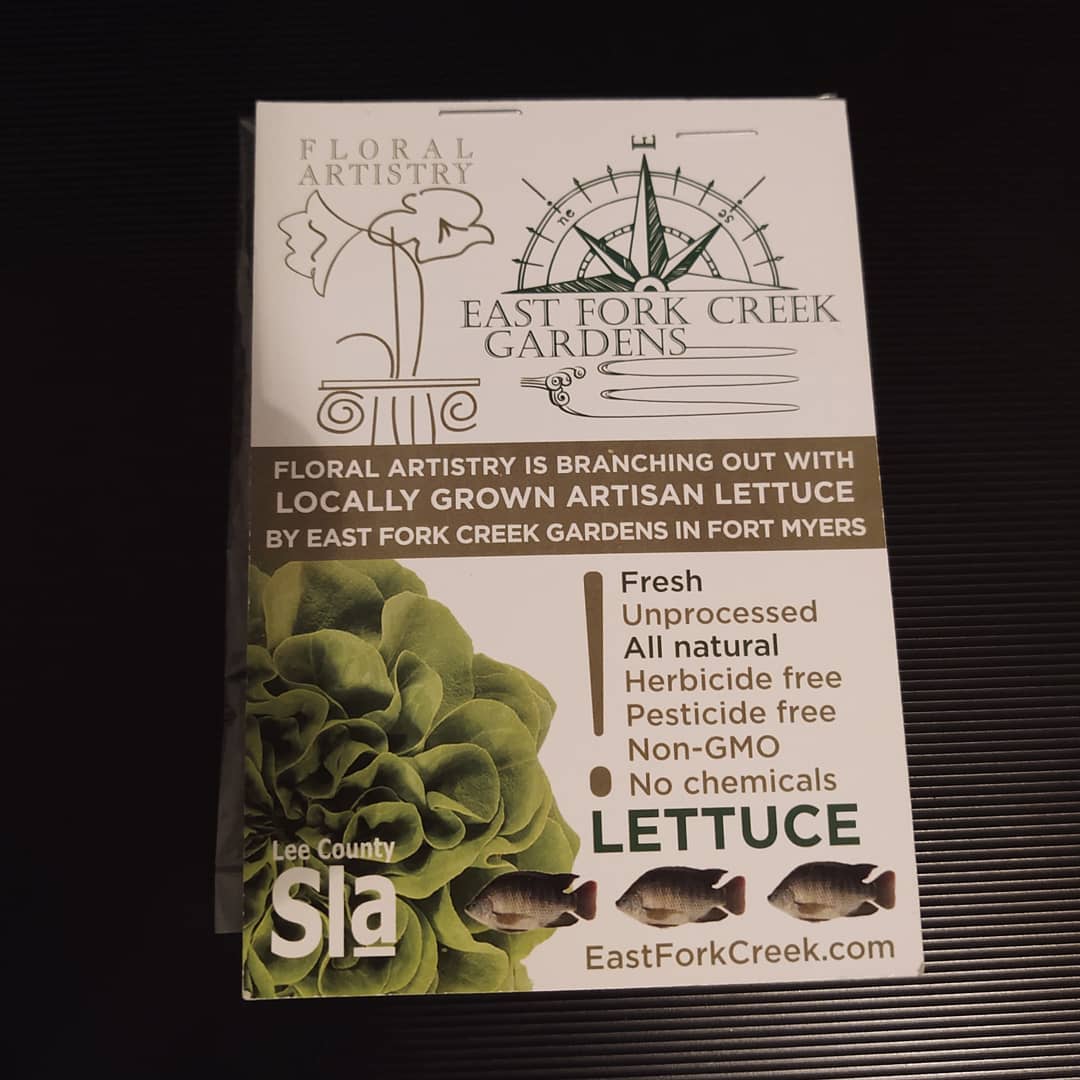 FLORAL
ARTISTRY
E
ne
se
EAST FORK CREEK
GARDENS
FLORAL ARTISTRY IS BRANCHING OUT WITH
LOCALLY GROWN ARTISAN LETTUCE
BY EAST FORK CREEK GARDENS IN FORT MYERS
Fresh
Unprocessed
All natural
Herbicide free
Pesticide free
Non-GMO
No chemicals
LETTUCE
Lee County
Sla
EastForkCreek.com